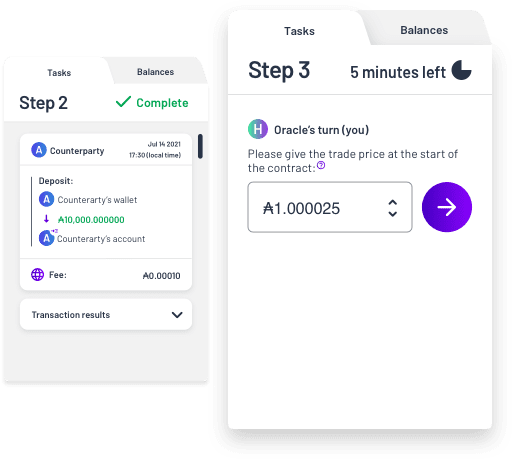 Tasks
Balances
Step 2
Complete
A
Counterparty
Jul 14 2021
17:30 (local time)
Deposit:
A
Counterarty's wallet
₳10,000.000000
A
Counterarty's account
Fee:
₳0.00010
Transaction results
Tasks
Balances
Step 3
5 minutes left
H
Oracle's turn (you)
Please give the trade price at the start of
the contract:?
₳1.000025